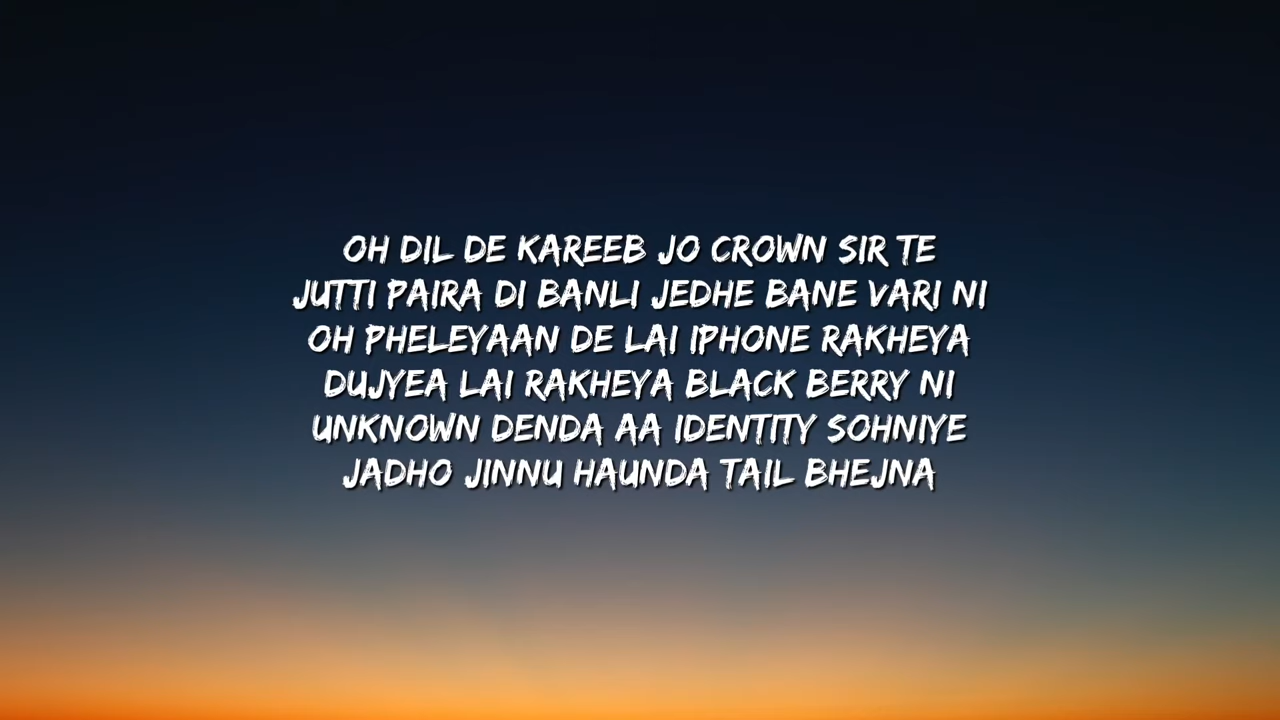 OH DIL DE KAREEB JO CROWN SIR TE
JUTTI PAIRA DI BANLI JEDHE BANE VARI NI
OH PHELEYAAN DE LAI IPHONE RAKHEYA
DUJYEA LAI RAKHEYA BLACK BERRY NI
UNKNOWN DENDA AA IDENTITY SOHNIYE
JADHO JINNU HAUNDA TAIL BHEJNA